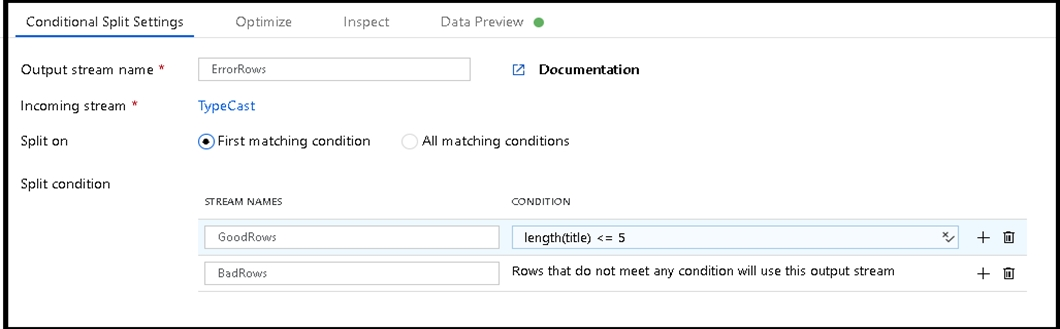 Conditional Split Settings Optimize Inspect Data Preview
Output stream name * ErrorRows Documentation
Incoming stream * TypeCast
Split on First matching condition All matching conditions
Split condition
STREAM NAMES CONDITION
GoodRows length(title) <= 5
BadRows Rows that do not meet any condition will use this output stream